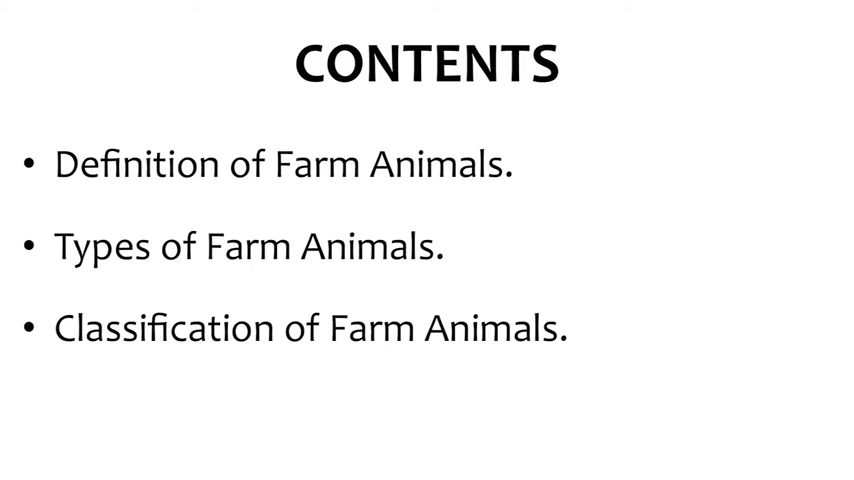 CONTENTS
• Definition of Farm Animals.
• Types of Farm Animals.
• Classification of Farm Animals.